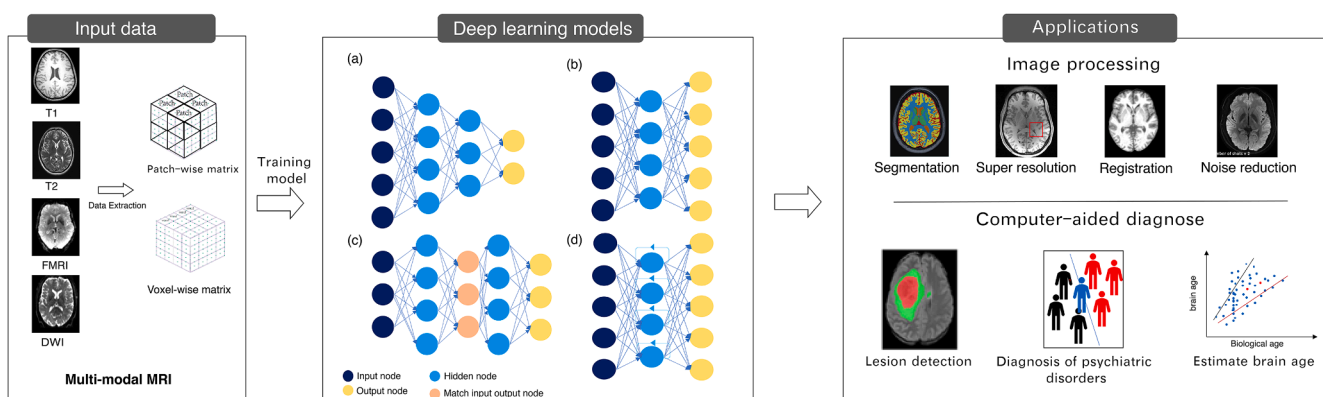 Input data
T1
T2
FMRI
DWI
Multi-modal MRI
Data Extraction
Patch
Patch Patch
Patch
Patch-wise matrix
Voxel-wise matrix
Training
model
Deep learning models
(a)
(b)
(c)
(d)
Input node
Hidden node
Output node
Match input output node
Applications
Image processing
Segmentation
Super resolution
Registration
Noise reduction
Computer-aided diagnose
Lesion detection
Diagnosis of psychiatric
disorders
brain age
Biological age
Estimate brain age